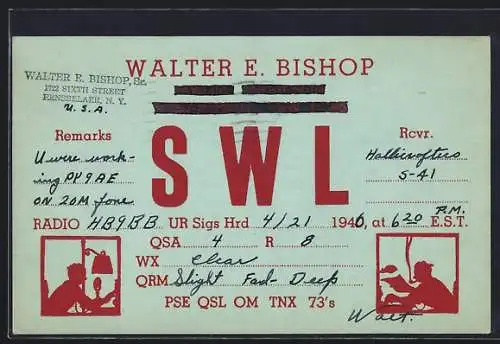 WALTER E. BISHOP
WALTER E. BISHOP, Sr.
1722 SIXTH STREET
RENSSELAER, N. Y.
U. S. A.
SWL
Remarks
U were work-
ing PY9AE
ON 20M fone
Rcvr.
Hallicrafters
S-41
RADIO HB9BB UR Sigs Hrd 4/21 1946, at 6 20 P.M. E.S.T.
QSA 4 R 8
WX Clear
QRM Slight Fad- Deep
PSE QSL OM TNX 73's
Walt.